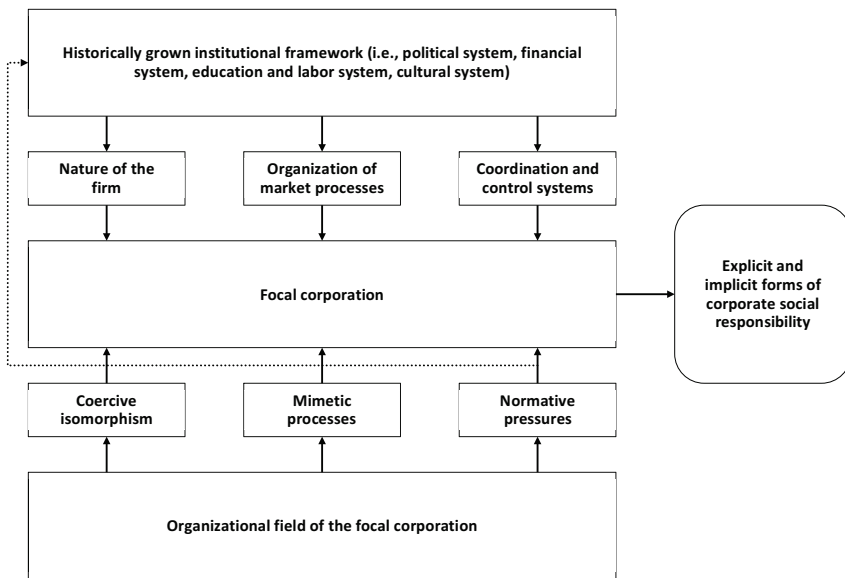 Historically grown institutional framework (i.e., political system, financial
system, education and labor system, cultural system)
Nature of the
firm
Organization of
market processes
Coordination and
control systems
Focal corporation
Explicit and
implicit forms of
corporate social
responsibility
Coercive
isomorphism
Mimetic
processes
Normative
pressures
Organizational field of the focal corporation